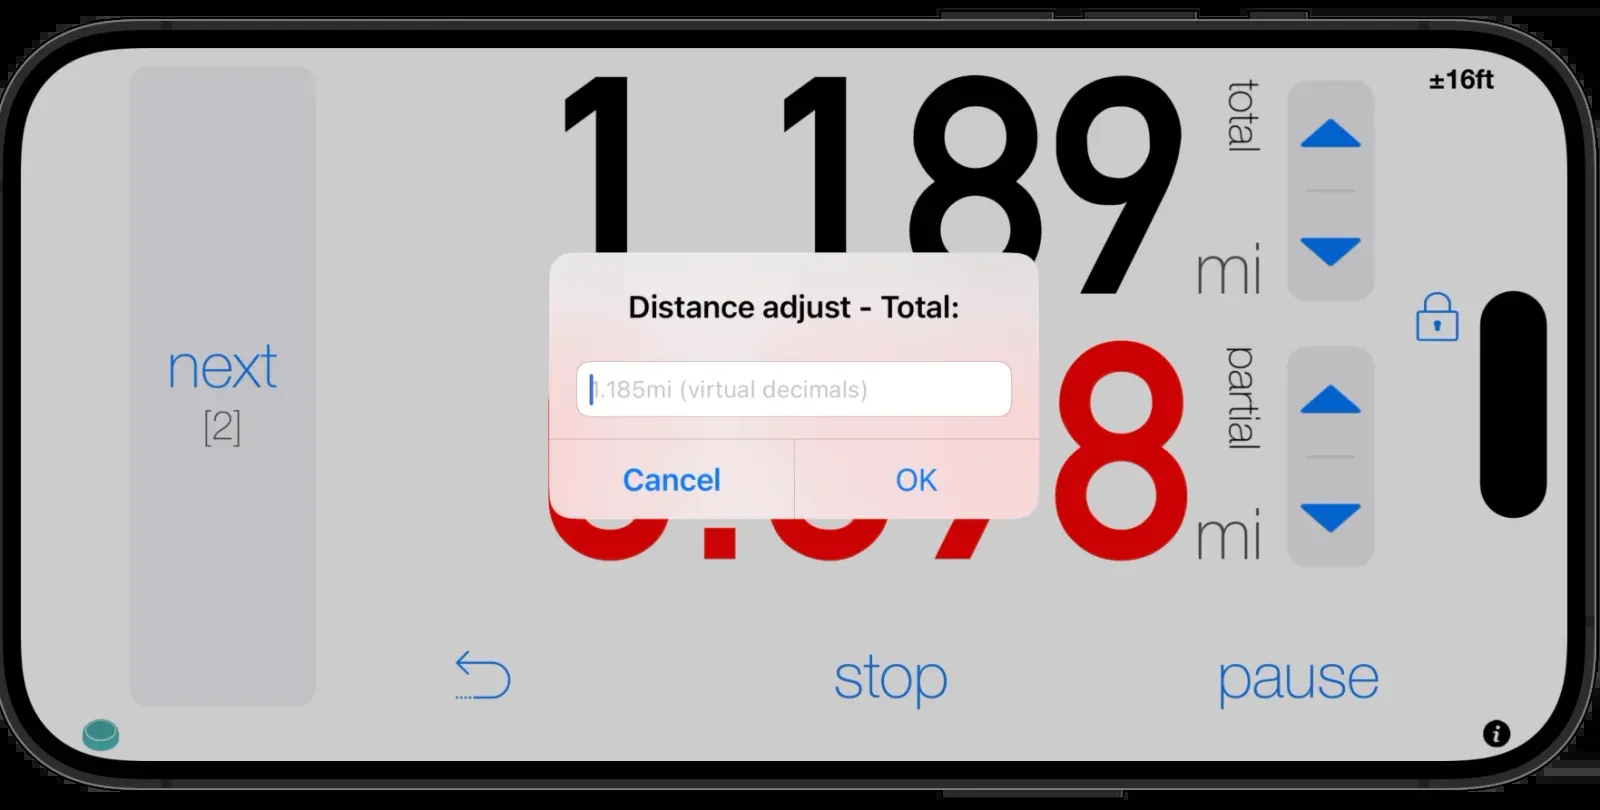 ±16ft
total
1.189
mi
next
[2]
Distance adjust - Total:
1.185mi (virtual decimals)
Cancel
OK
partial
8
mi
stop
pause
i